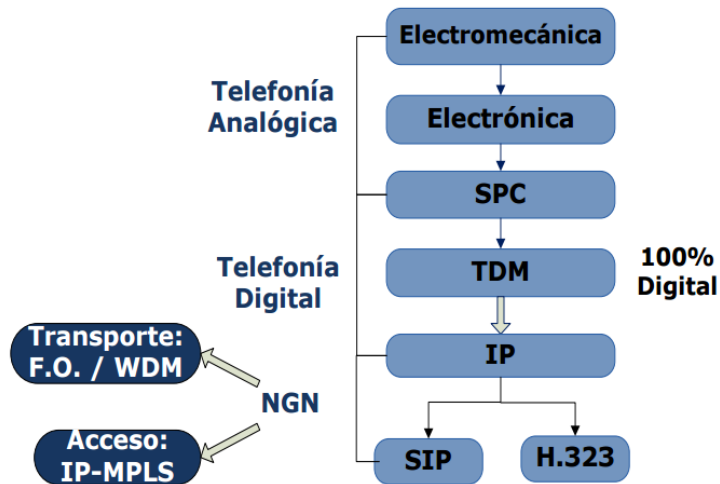 Electromecánica
Telefonía
Analógica
Electrónica
SPC
Telefonía
Digital
TDM
100%
Digital
Transporte:
F.O. / WDM
IP
NGN
Acceso:
IP-MPLS
SIP
H.323